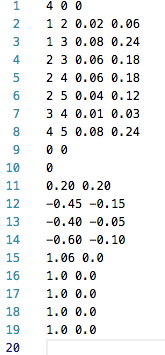 1 4 0 0
2 1 2 0.02 0.06
3 1 3 0.08 0.24
4 2 3 0.06 0.18
5 2 4 0.06 0.18
6 2 5 0.04 0.12
7 3 4 0.01 0.03
8 4 5 0.08 0.24
9 0 0
10 0
11 0.20 0.20
12 -0.45 -0.15
13 -0.40 -0.05
14 -0.60 -0.10
15 1.06 0.0
16 1.0 0.0
17 1.0 0.0
18 1.0 0.0
19 1.0 0.0
20